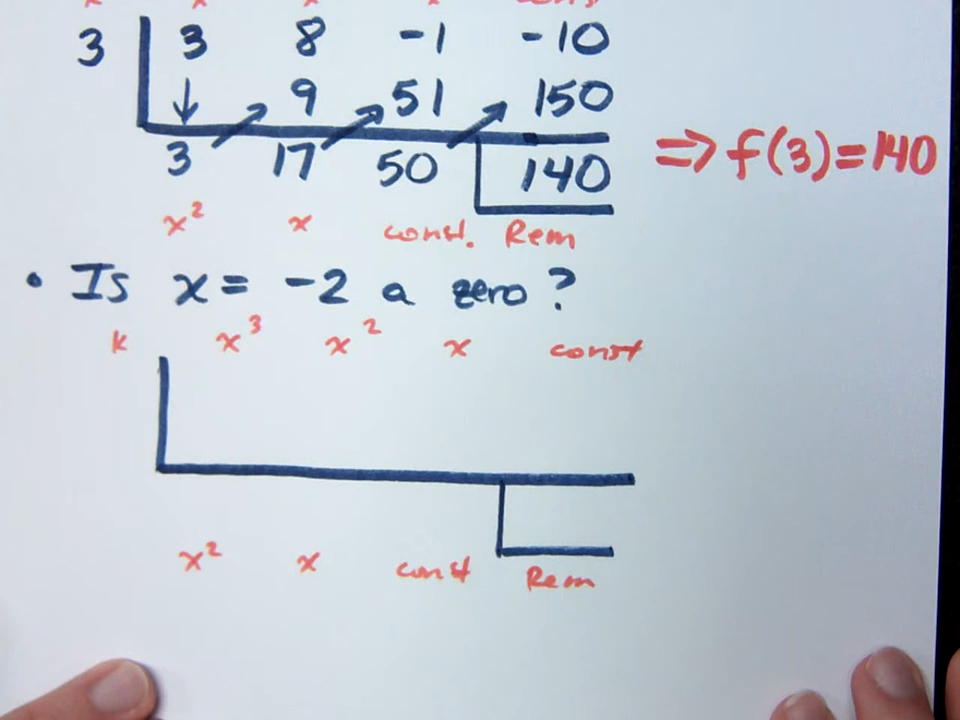 3 3 8 -1 -10
9 51 150
3 17 50 140 ⇒ f(3)=140
x² x const. Rem
• Is x = -2 a zero?
k x³ x² x const
x² x const Rem